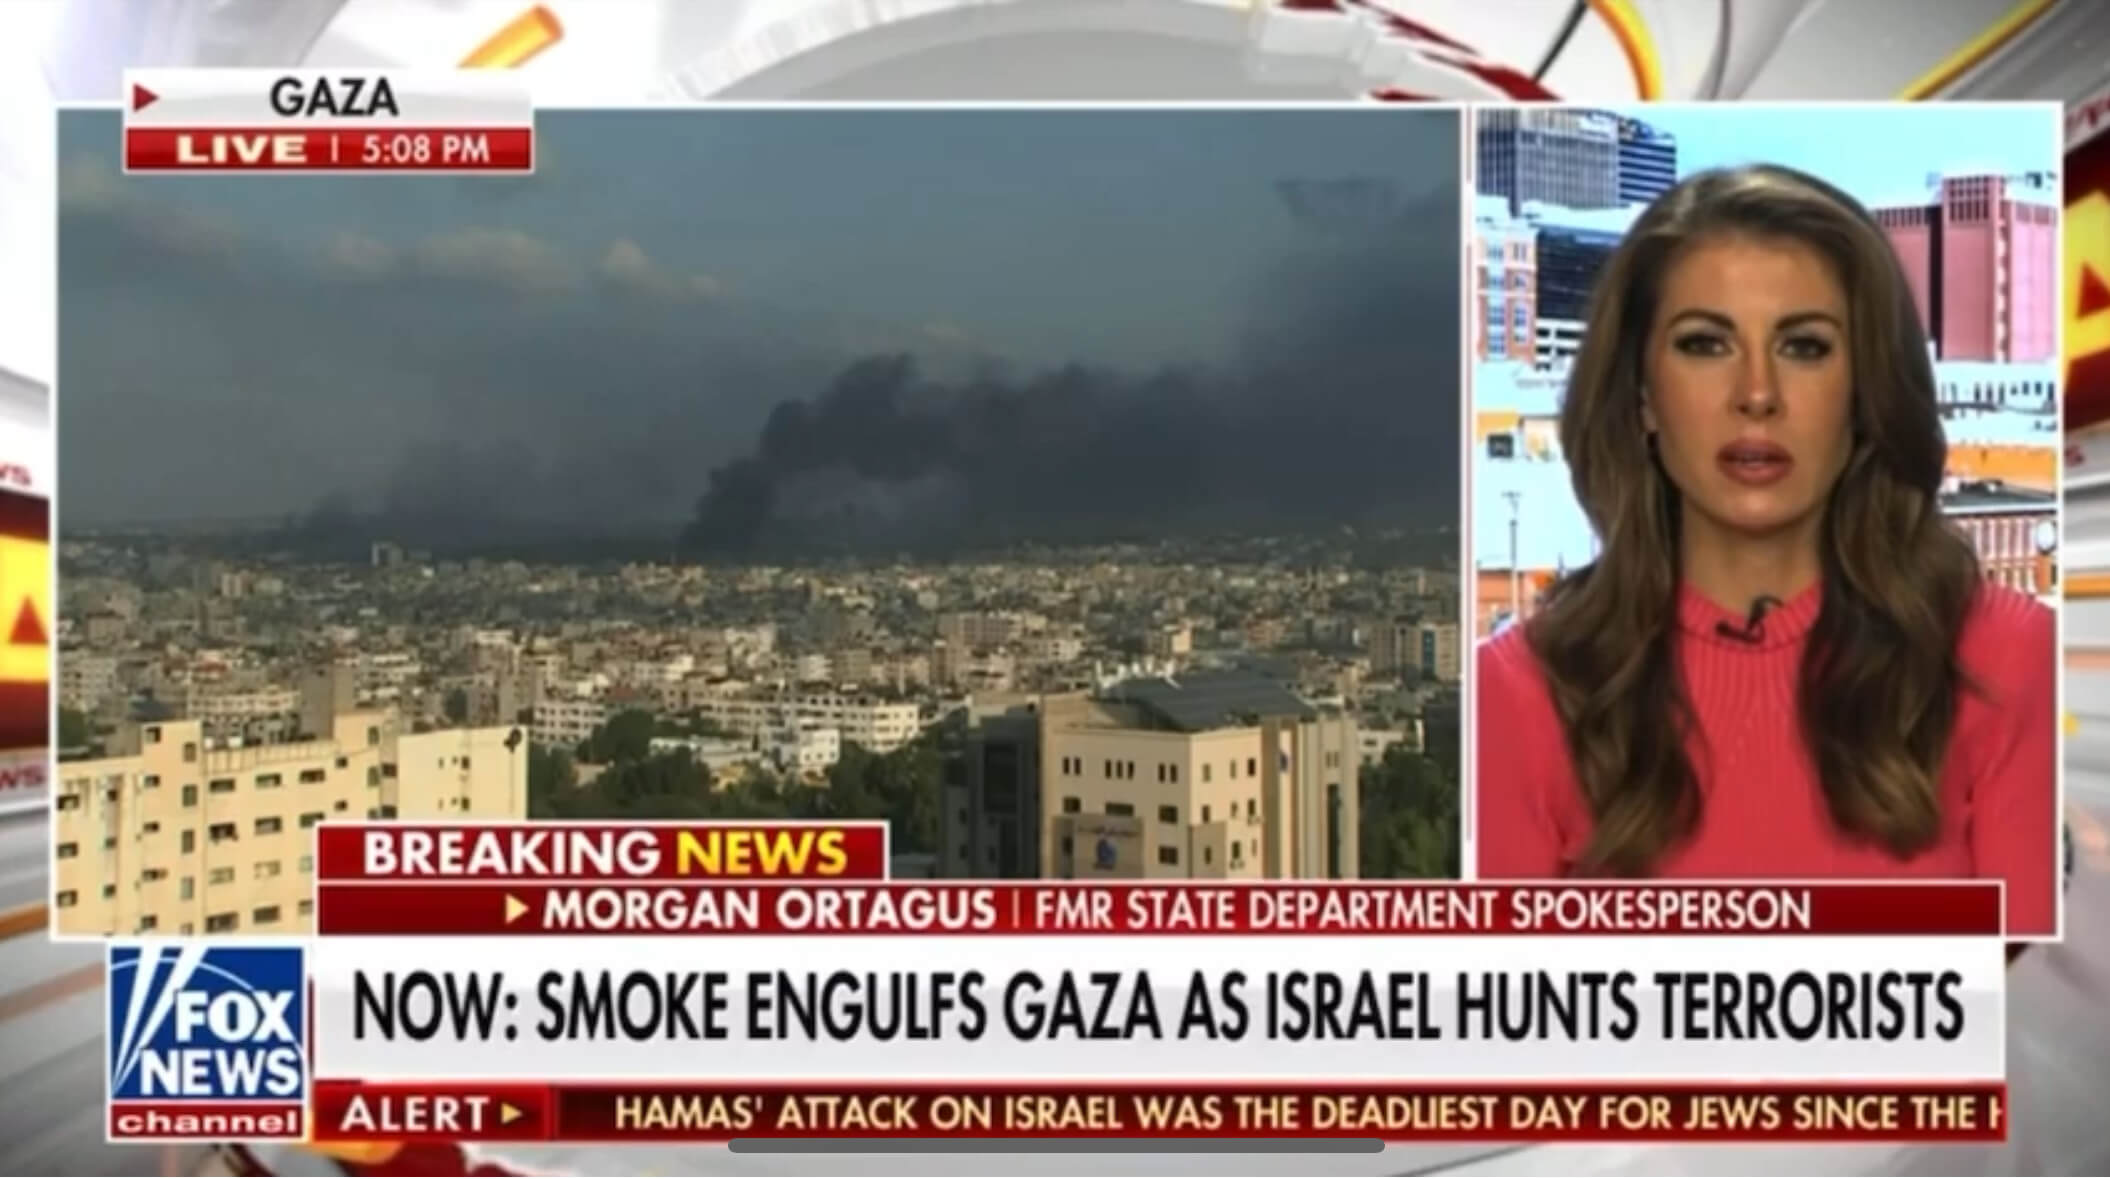 GAZA
LIVE | 5:08 PM
BREAKING NEWS
MORGAN ORTAGUS | FMR STATE DEPARTMENT SPOKESPERSON
FOX
NEWS
channel
NOW: SMOKE ENGULFS GAZA AS ISRAEL HUNTS TERRORISTS
ALERT HAMAS' ATTACK ON ISRAEL WAS THE DEADLIEST DAY FOR JEWS SINCE THE